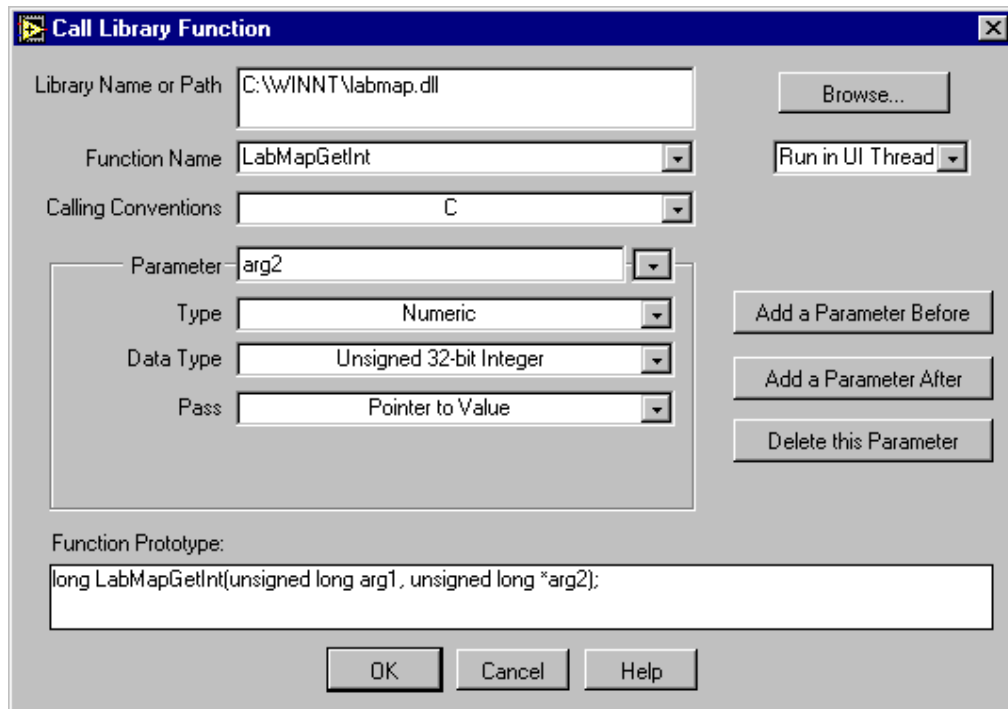 Call Library Function
Library Name or Path C:\WINNT\labmap.dll Browse...
Function Name LabMapGetInt Run in UI Thread
Calling Conventions C
Parameter arg2
Type Numeric Add a Parameter Before
Data Type Unsigned 32-bit Integer
Add a Parameter After
Pass Pointer to Value
Delete this Parameter
Function Prototype:
long LabMapGetInt(unsigned long arg1, unsigned long *arg2);
OK Cancel Help